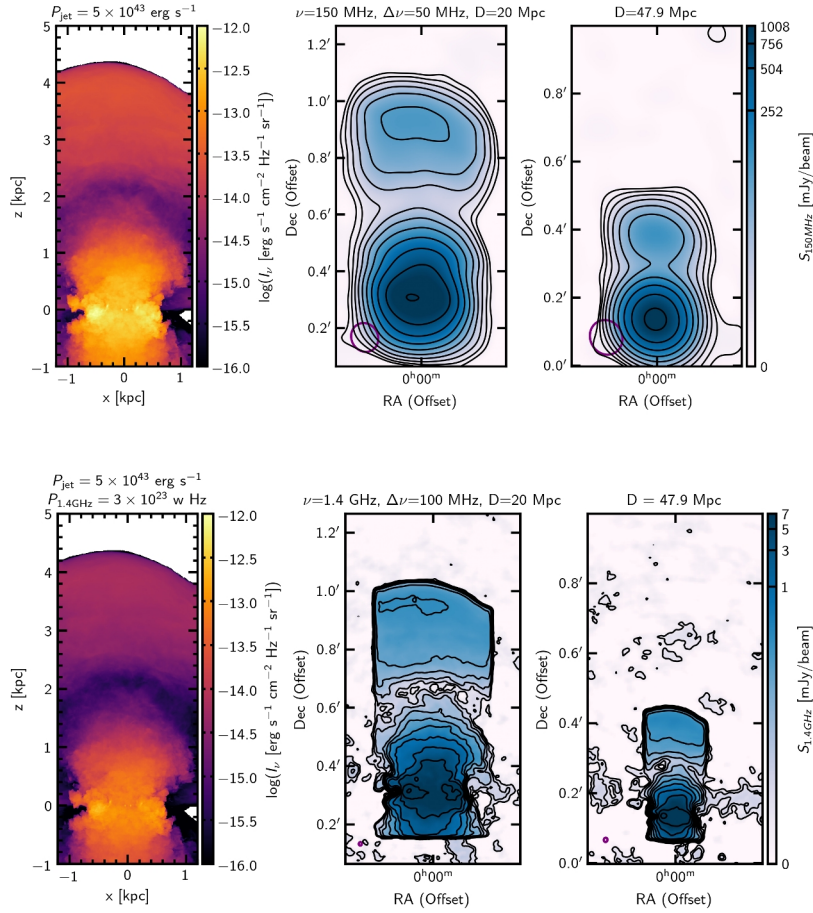 P_jet = 5 × 10^43 erg s^−1
ν=150 MHz, Δν=50 MHz, D=20 Mpc
D=47.9 Mpc
5
4
3
2
1
0
−1
z [kpc]
−1
0
1
x [kpc]
−12.0
−12.5
−13.0
−13.5
−14.0
−14.5
−15.0
−15.5
−16.0
log(I_ν [erg s^−1 cm^−2 Hz^−1 sr^−1])
1.2′
1.0′
0.8′
0.6′
0.4′
0.2′
Dec (Offset)
0^h00^m
RA (Offset)
0.8′
0.6′
0.4′
0.2′
0.0′
Dec (Offset)
0^h00^m
RA (Offset)
1008
756
504
252
0
S_150MHz [mJy/beam]
P_jet = 5 × 10^43 erg s^−1
P_1.4GHz = 3 × 10^23 w Hz
ν=1.4 GHz, Δν=100 MHz, D=20 Mpc
D = 47.9 Mpc
5
4
3
2
1
0
−1
z [kpc]
−1
0
1
x [kpc]
−12.0
−12.5
−13.0
−13.5
−14.0
−14.5
−15.0
−15.5
−16.0
log(I_ν [erg s^−1 cm^−2 Hz^−1 sr^−1])
1.2′
1.0′
0.8′
0.6′
0.4′
0.2′
Dec (Offset)
0^h00^m
RA (Offset)
0.8′
0.6′
0.4′
0.2′
0.0′
Dec (Offset)
0^h00^m
RA (Offset)
7
5
3
1
0
S_1.4GHz [mJy/beam]